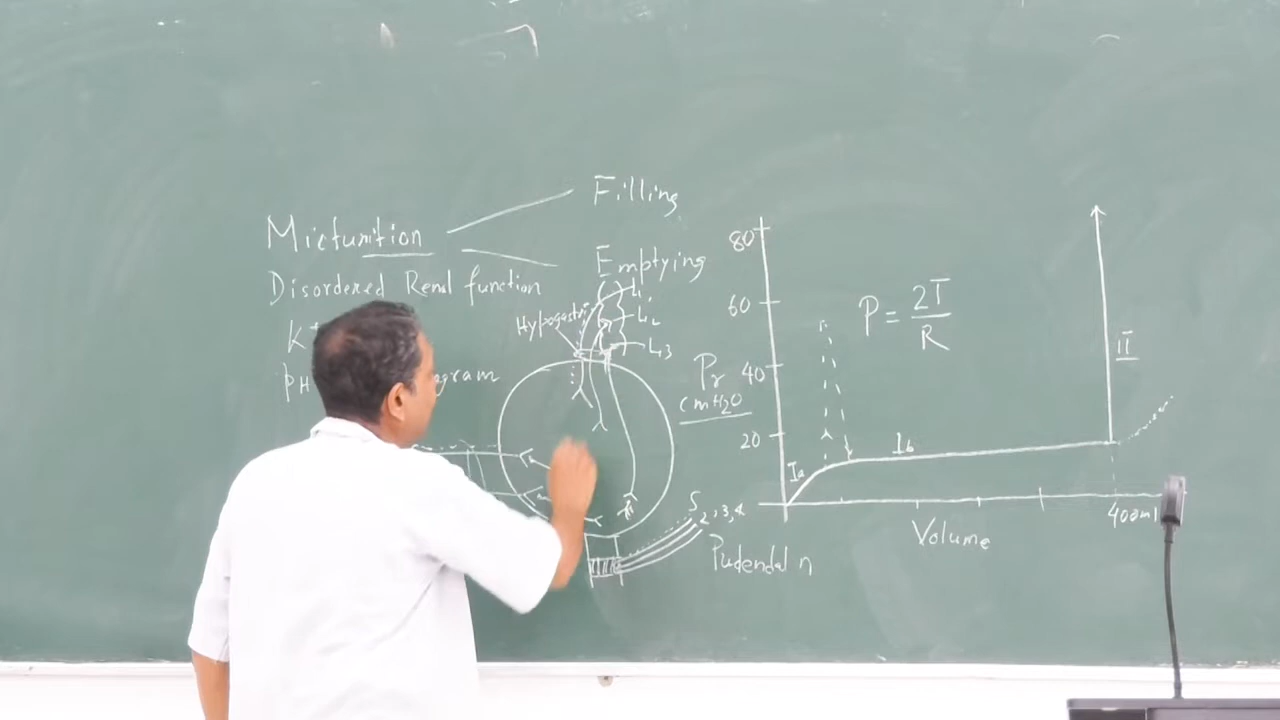 Filling
Micturition
Emptying
Disordered Renal function
K+
PH
gram
Hypogastric
L1
L2
L3
S2,3,4
Pudendal n
80
60
40
20
Pr
cmH2O
P = 2T/R
Ia
Ib
II
Volume
400ml